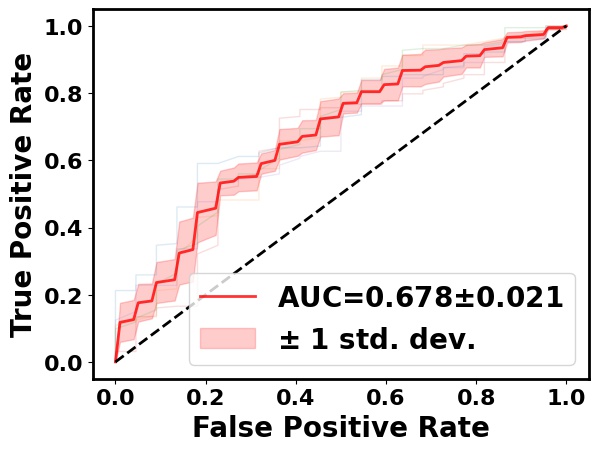 1.0
0.8
0.6
0.4
0.2
0.0
True Positive Rate
AUC=0.678±0.021
± 1 std. dev.
0.0 0.2 0.4 0.6 0.8 1.0
False Positive Rate